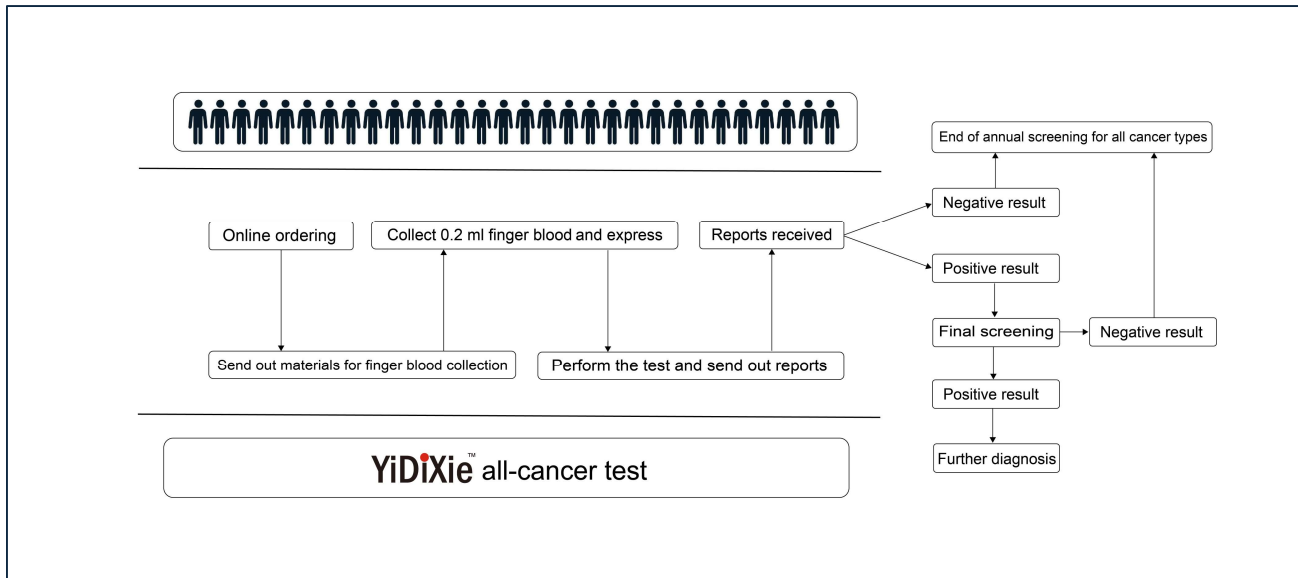 End of annual screening for all cancer types
Negative result
Online ordering
Collect 0.2 ml finger blood and express
Reports received
Positive result
Final screening
Negative result
Send out materials for finger blood collection
Perform the test and send out reports
Positive result
Further diagnosis
YiDiXie™ all-cancer test